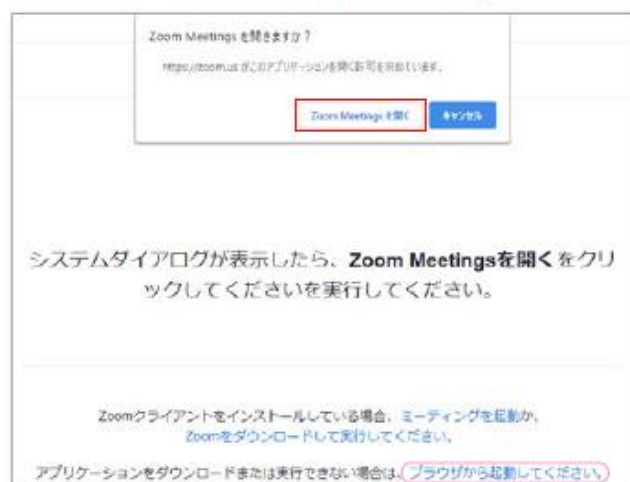 Zoom Meetings を開きますか？
https://zoom.us がこのアプリケーションを開く許可を求めています。
Zoom Meetings を開く
キャンセル
システムダイアログが表示したら、Zoom Meetingsを開くをクリ
ックしてくださいを実行してください。
Zoomクライアントをインストールしている場合、ミーティングを起動か、
Zoomをダウンロードして実行してください。
アプリケーションをダウンロードまたは実行できない場合は、ブラウザから起動してください。